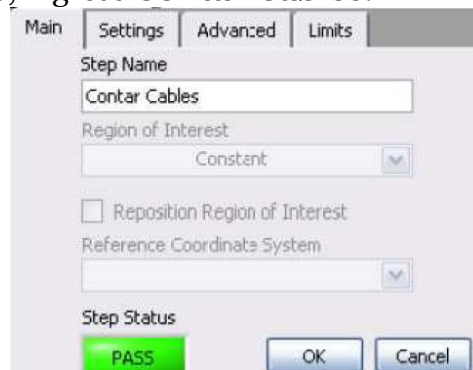 Main Settings Advanced Limits
Step Name
Contar Cables
Region of Interest
Constant
Reposition Region of Interest
Reference Coordinate System
Step Status
PASS OK Cancel